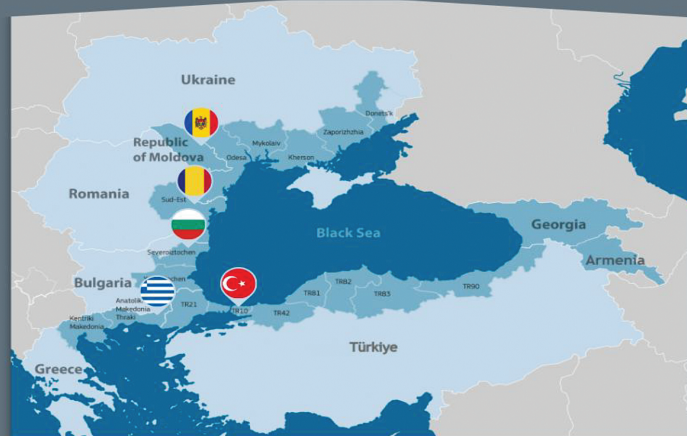 Ukraine
Donets'k
Zaporizhzhia
Mykolaiv
Kherson
Odesa
Republic
of Moldova
Romania
Sud-Est
Black Sea
Georgia
Armenia
Severoiztochen
Bulgaria
TR21
TR10
TR42
TR81
TR82
TR83
TR90
Anatoliki
Makedonia
Thraki
Kentriki
Makedonia
Greece
Türkiye